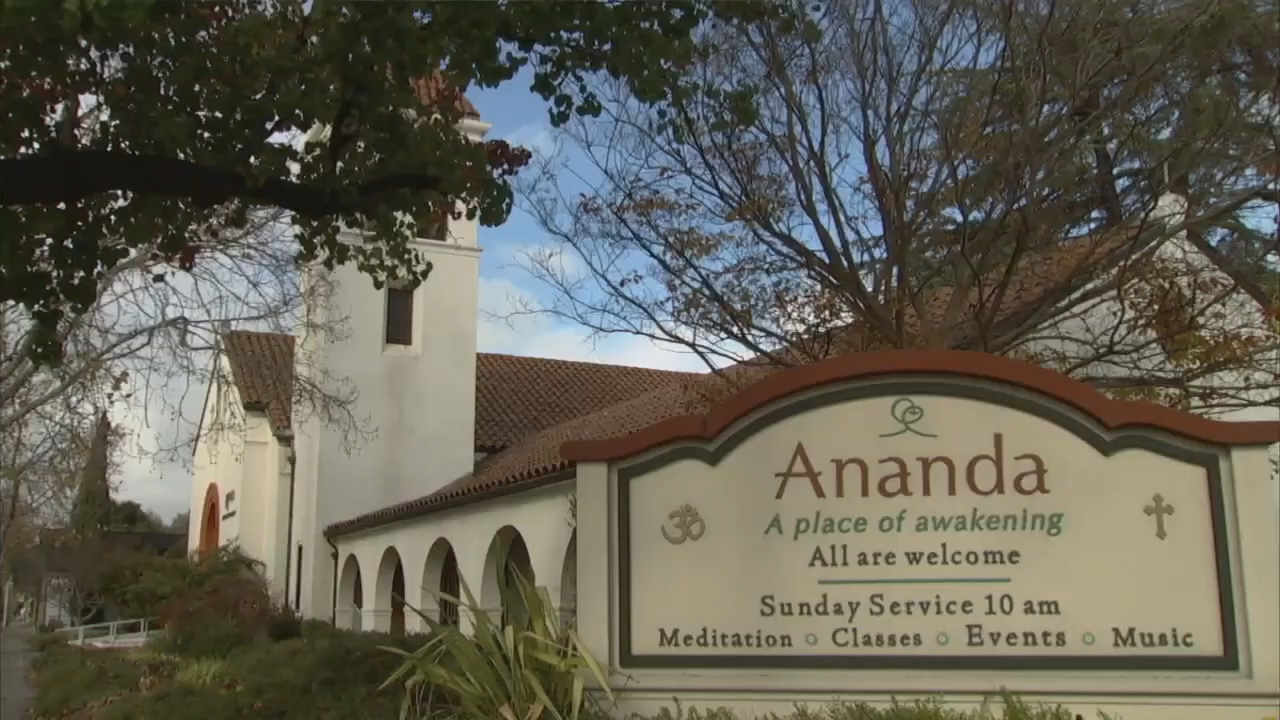 Ananda
A place of awakening
ॐ
All are welcome
Sunday Service 10 am
Meditation ○ Classes ○ Events ○ Music